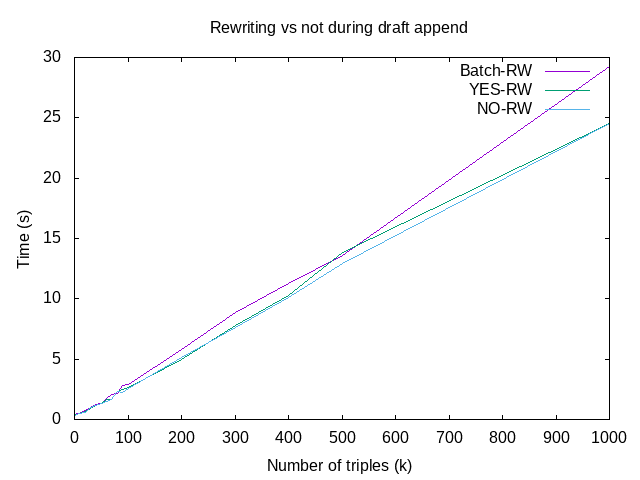 Rewriting vs not during draft append
30
25
20
15
10
5
0
Time (s)
Batch-RW
YES-RW
NO-RW
0 100 200 300 400 500 600 700 800 900 1000
Number of triples (k)